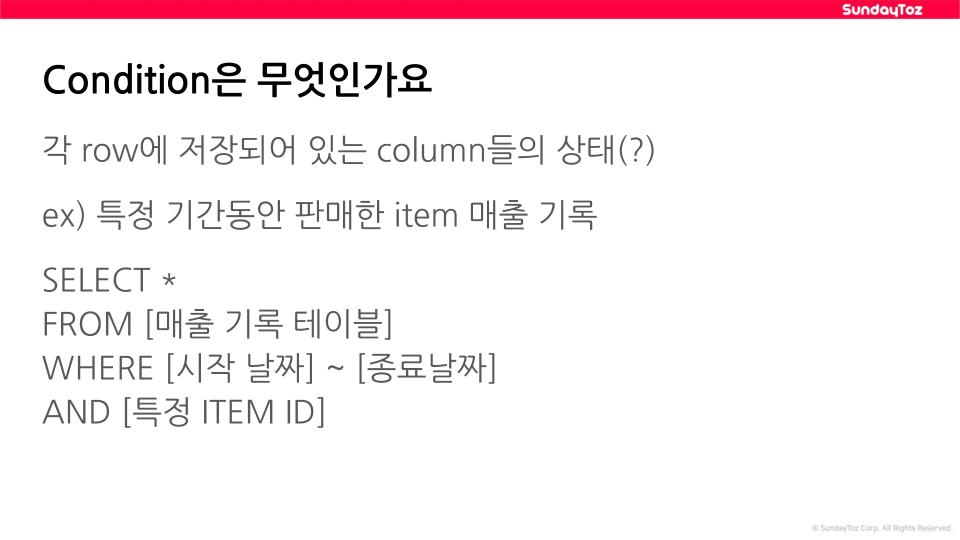 SundayToz
Condition은 무엇인가요
각 row에 저장되어 있는 column들의 상태(?)
ex) 특정 기간동안 판매한 item 매출 기록
SELECT *
FROM [매출 기록 테이블]
WHERE [시작 날짜] ~ [종료날짜]
AND [특정 ITEM ID]
© SundayToz Corp. All Rights Reserved.